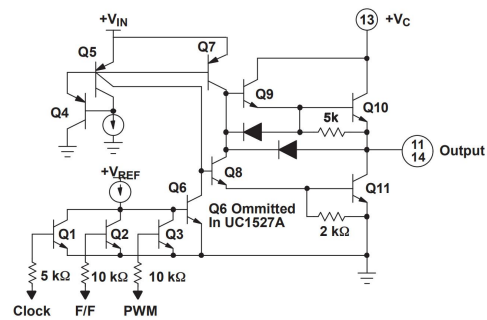 +VIN
13
+VC
Q5
Q7
Q9
Q4
Q10
5k
11
14
Output
+VREF
Q8
Q6
Q11
Q6 Ommitted
In UC1527A
Q1
Q2
Q3
2 kΩ
5 kΩ
10 kΩ
10 kΩ
Clock
F/F
PWM